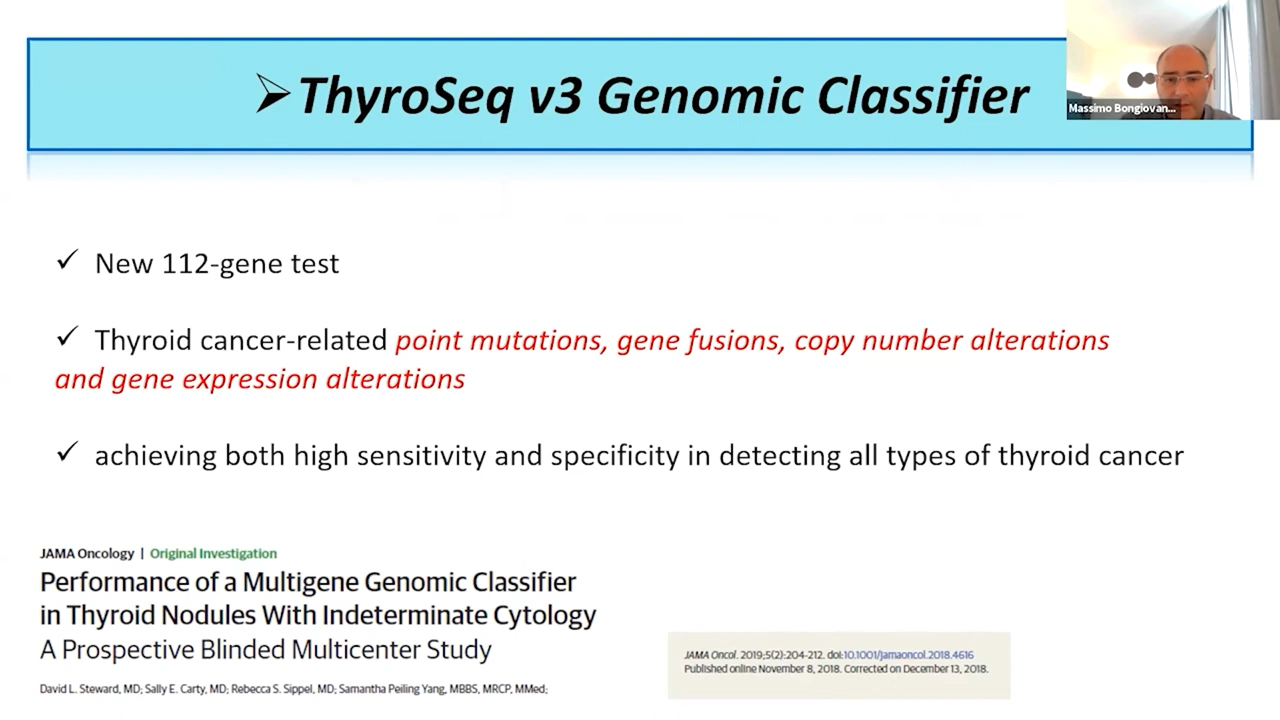 ➢ThyroSeq v3 Genomic Classifier
Massimo Bongiovan...
✓ New 112-gene test
✓ Thyroid cancer-related point mutations, gene fusions, copy number alterations
and gene expression alterations
✓ achieving both high sensitivity and specificity in detecting all types of thyroid cancer
JAMA Oncology | Original Investigation
Performance of a Multigene Genomic Classifier
in Thyroid Nodules With Indeterminate Cytology
A Prospective Blinded Multicenter Study
David L. Steward, MD; Sally E. Carty, MD; Rebecca S. Sippel, MD; Samantha Peiling Yang, MBBS, MRCP, MMed;
JAMA Oncol. 2019;5(2):204-212. doi:10.1001/jamaoncol.2018.4616
Published online November 8, 2018. Corrected on December 13, 2018.